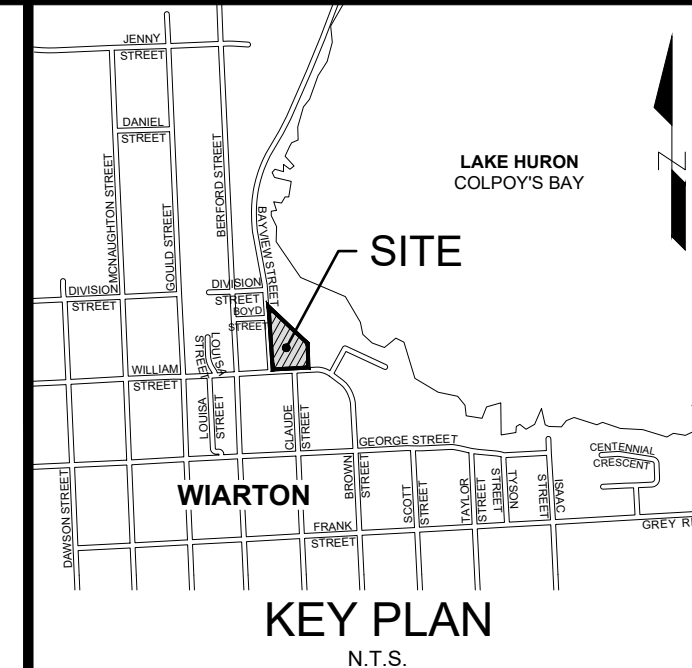 JENNY
STREET
DANIEL
STREET
MCNAUGHTON STREET
GOULD STREET
BERFORD STREET
BAYVIEW STREET
LAKE HURON
COLPOY'S BAY
N
SITE
DIVISION
STREET
DIVISION
STREET
BOYD
STREET
LOUISA
STREET
WILLIAM
STREET
LOUISA
STREET
CLAUDE
STREET
GEORGE STREET
CENTENNIAL
CRESCENT
DAWSON STREET
WIARTON
BROWN
STREET
SCOTT
STREET
TAYLOR
STREET
TYSON
STREET
ISAAC
STREET
FRANK
STREET
GREY
KEY PLAN
N.T.S.